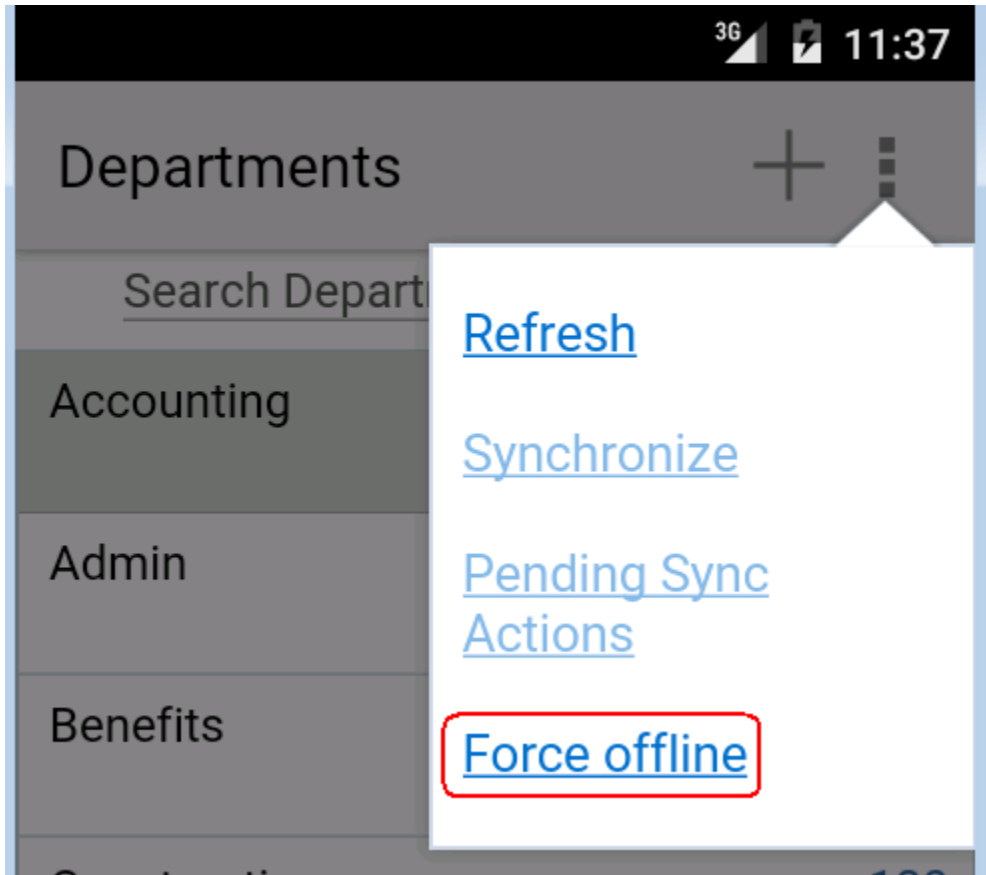 3G 11:37
Departments
Search Depart
Refresh
Accounting
Synchronize
Admin
Pending Sync
Actions
Benefits
Force offline